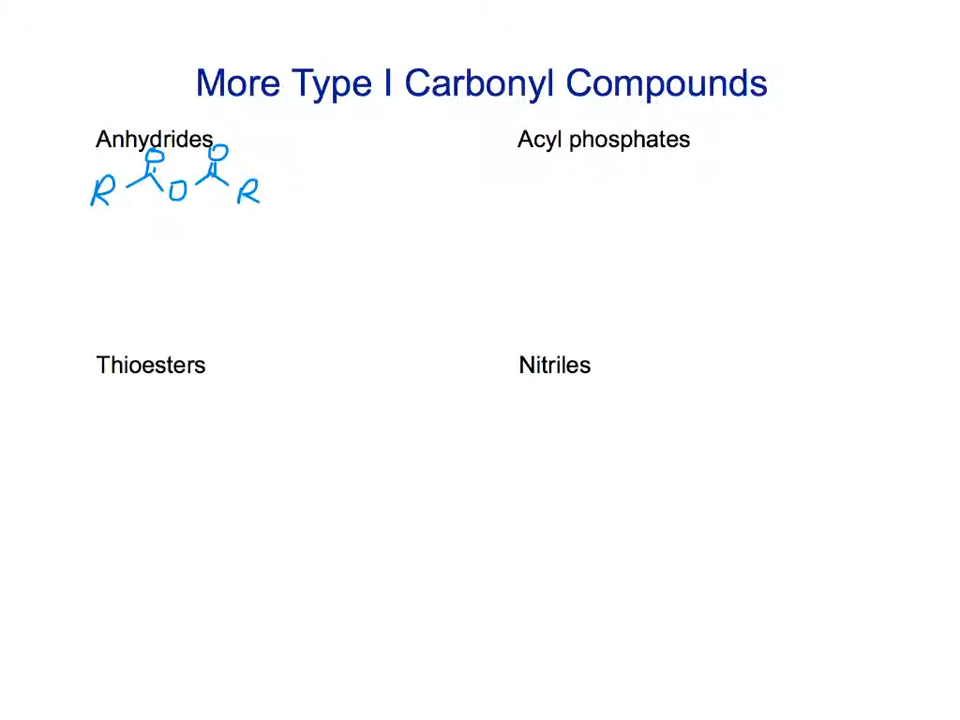 More Type I Carbonyl Compounds
Anhydrides
Acyl phosphates
O O
R O R
Thioesters
Nitriles